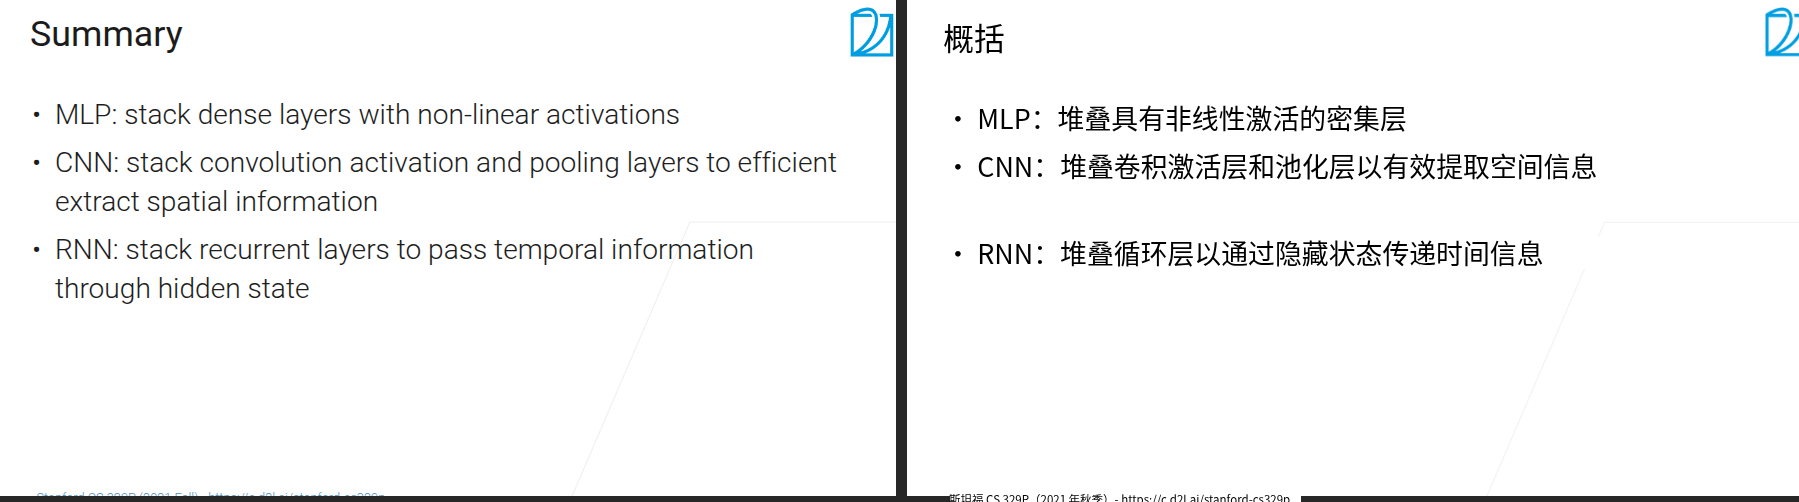 Summary
• MLP: stack dense layers with non-linear activations
• CNN: stack convolution activation and pooling layers to efficient
extract spatial information
• RNN: stack recurrent layers to pass temporal information
through hidden state
概括
• MLP：堆叠具有非线性激活的密集层
• CNN：堆叠卷积激活层和池化层以有效提取空间信息
• RNN：堆叠循环层以通过隐藏状态传递时间信息
斯坦福 CS 329P（2021 年秋季）- https://c.d2l.ai/stanford-cs329p